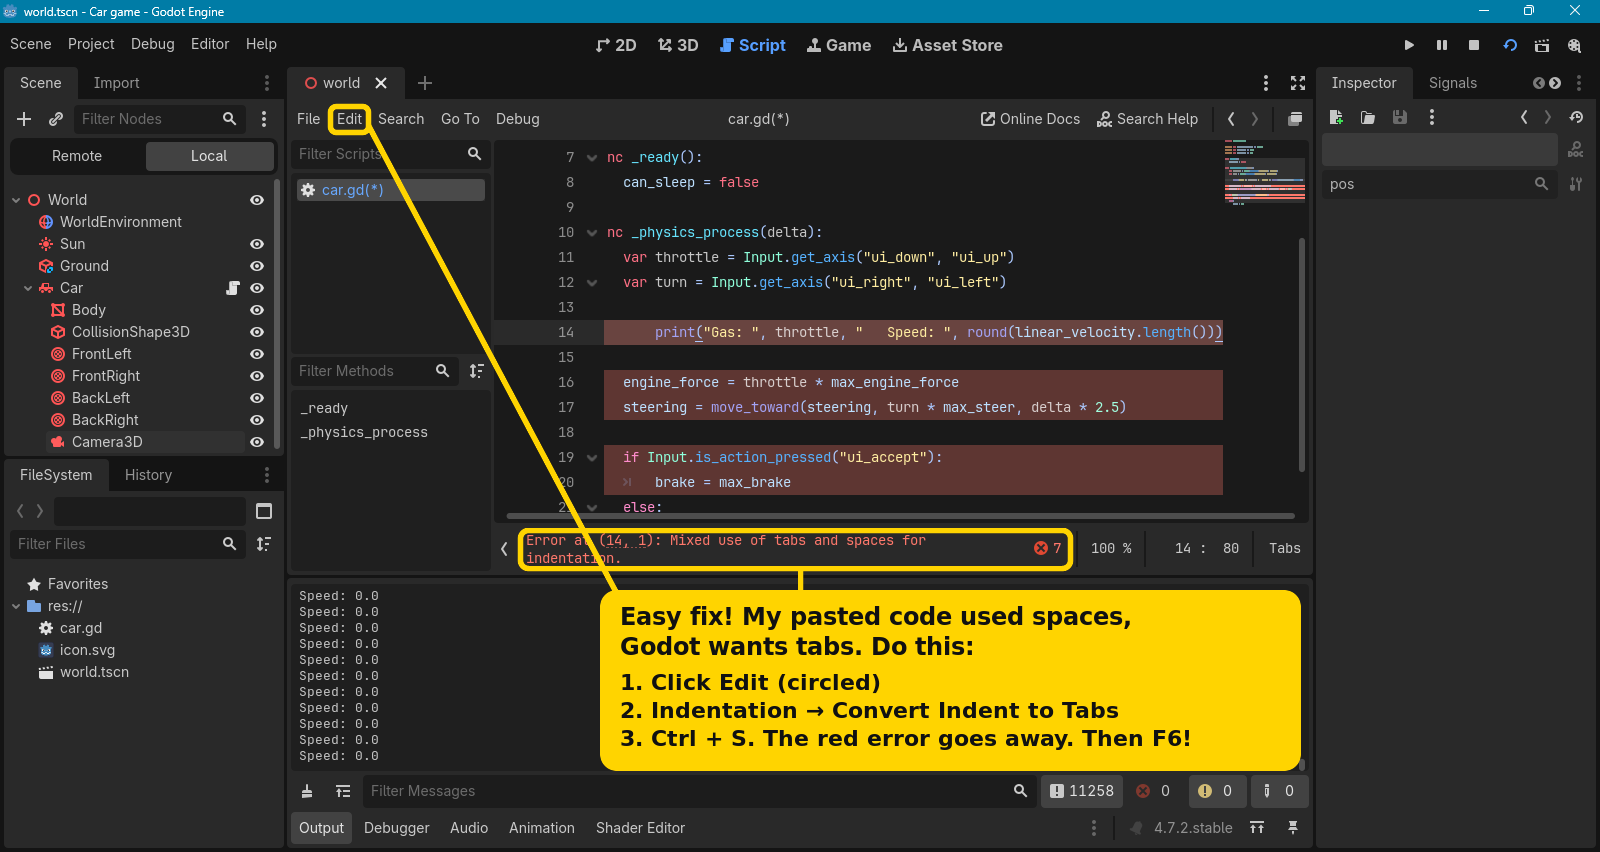 world.tscn - Car game - Godot Engine
Scene Project Debug Editor Help
2D 3D Script Game Asset Store
Scene Import
world
Inspector Signals
Filter Nodes
File Edit Search Go To Debug
car.gd(*)
Online Docs Search Help
Remote Local
Filter Scripts
car.gd(*)
pos
World
WorldEnvironment
Sun
Ground
Car
Body
CollisionShape3D
FrontLeft
FrontRight
BackLeft
BackRight
Camera3D
Filter Methods
_ready
_physics_process
7 nc _ready():
8 can_sleep = false
9
10 nc _physics_process(delta):
11 var throttle = Input.get_axis("ui_down", "ui_up")
12 var turn = Input.get_axis("ui_right", "ui_left")
13
14 print("Gas: ", throttle, "   Speed: ", round(linear_velocity.length()))
15
16 engine_force = throttle * max_engine_force
17 steering = move_toward(steering, turn * max_steer, delta * 2.5)
18
19 if Input.is_action_pressed("ui_accept"):
20 brake = max_brake
else:
Error at (14, 1): Mixed use of tabs and spaces for
indentation.
7
100 % 14 : 80 Tabs
FileSystem History
Filter Files
Favorites
res://
car.gd
icon.svg
world.tscn
Speed: 0.0
Speed: 0.0
Speed: 0.0
Speed: 0.0
Speed: 0.0
Speed: 0.0
Speed: 0.0
Speed: 0.0
Speed: 0.0
Speed: 0.0
Speed: 0.0
Easy fix! My pasted code used spaces,
Godot wants tabs. Do this:
1. Click Edit (circled)
2. Indentation → Convert Indent to Tabs
3. Ctrl + S. The red error goes away. Then F6!
Filter Messages
11258 0 0 0
Output Debugger Audio Animation Shader Editor
4.7.2.stable